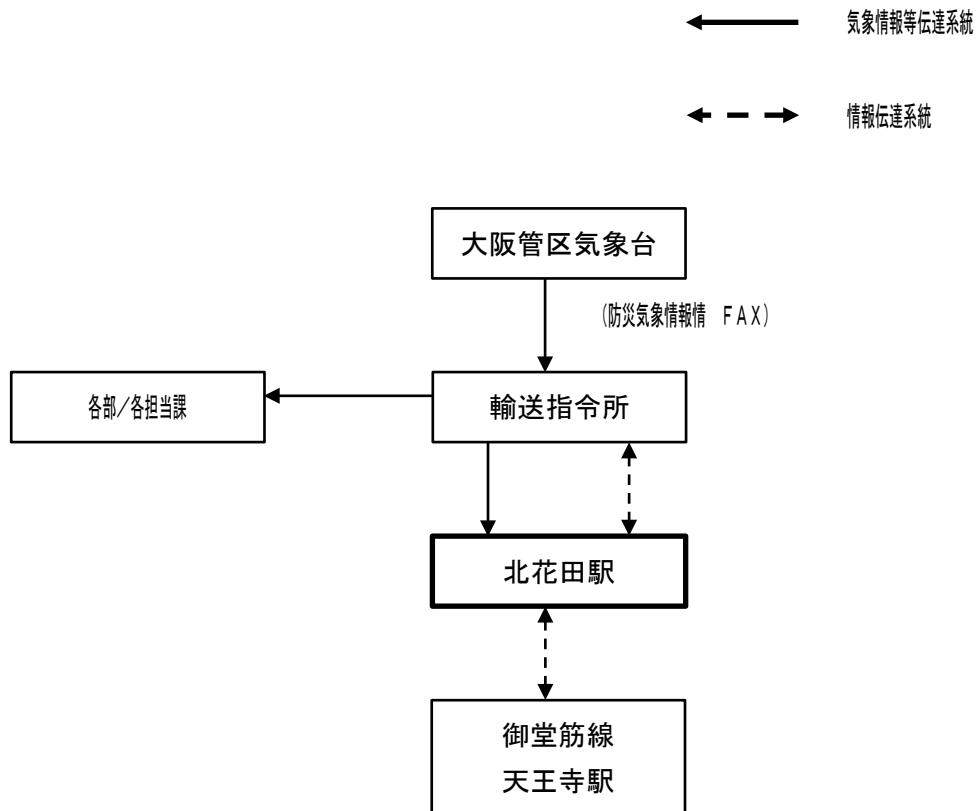 気象情報等伝達系統
情報伝達系統
大阪管区気象台
(防災気象情報情　ＦＡＸ)
各部／各担当課
輸送指令所
北花田駅
御堂筋線
天王寺駅